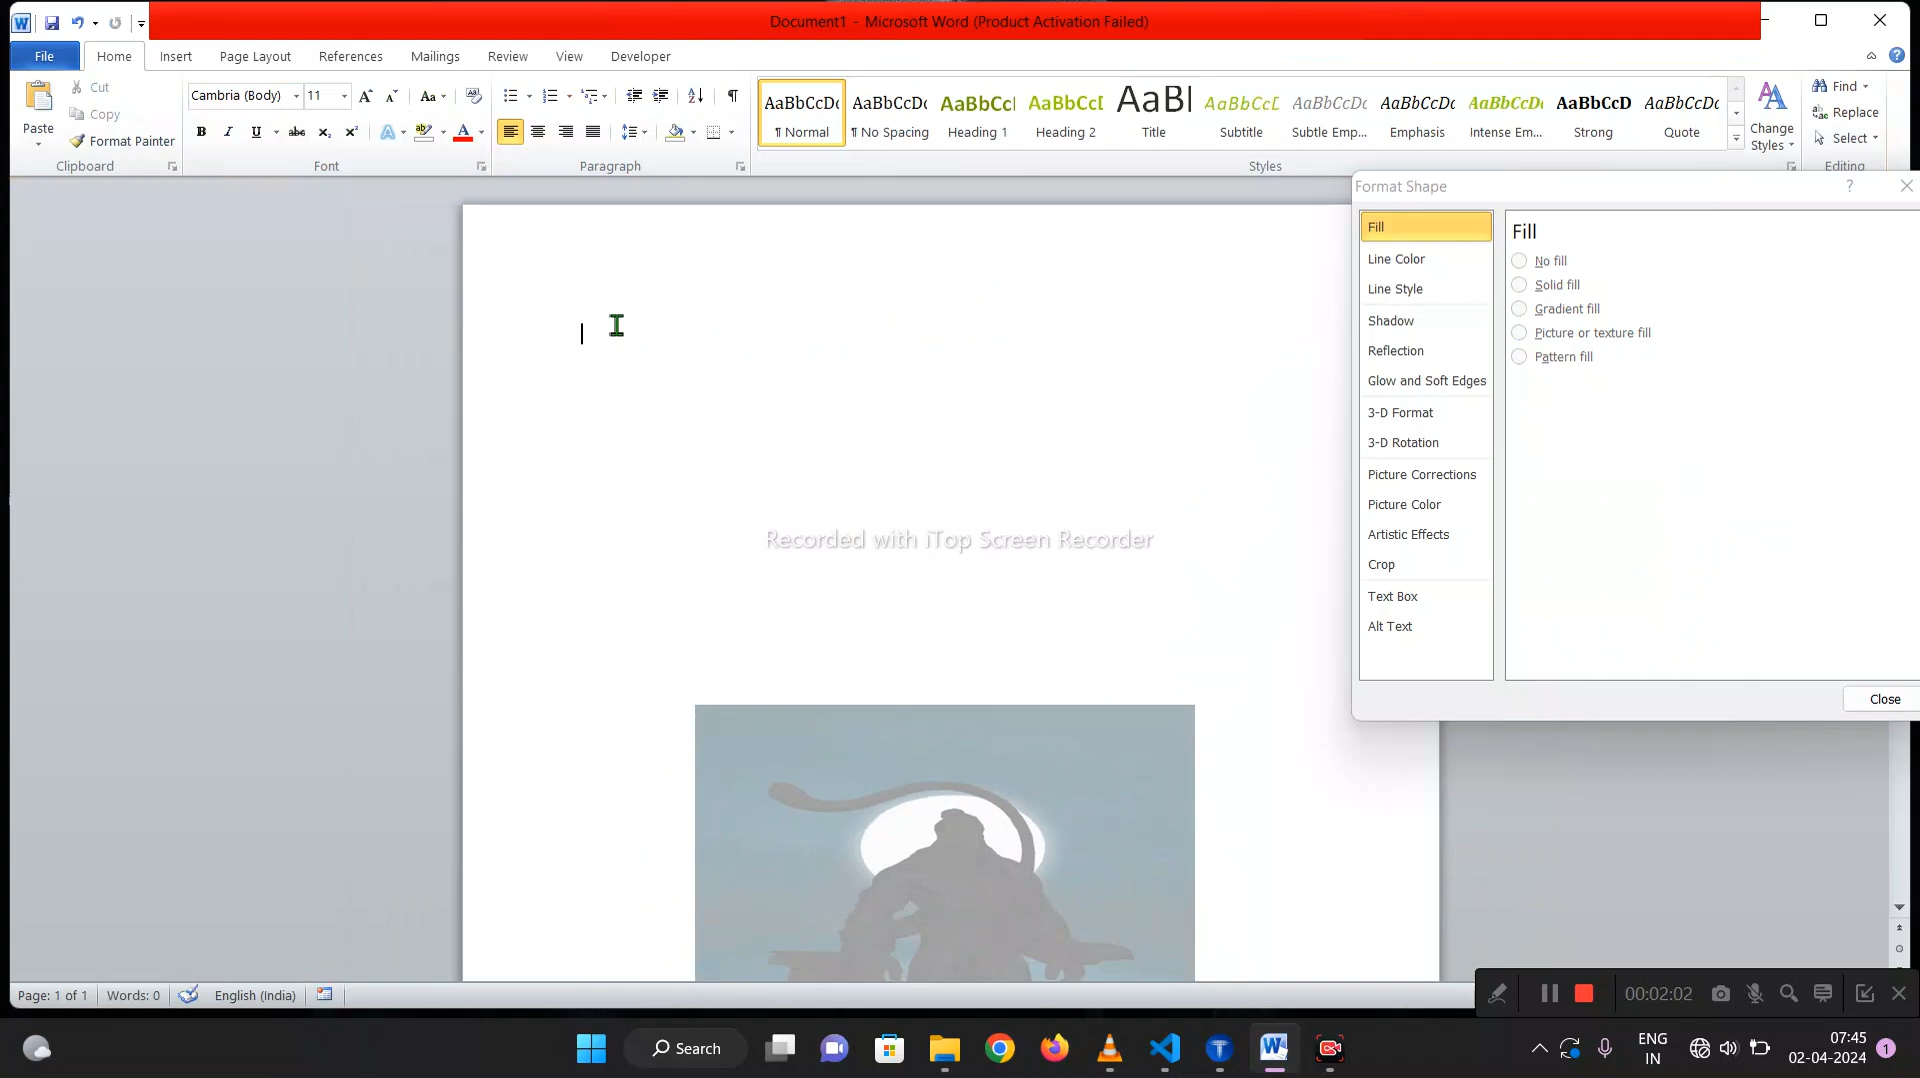 Document1 - Microsoft Word (Product Activation Failed)
File Home Insert Page Layout References Mailings Review View Developer
Paste
Cut
Copy
Format Painter
Clipboard
Cambria (Body) 11
Font
Paragraph
AaBbCcDc AaBbCcDc AaBbCcl AaBbCcI AaBl AaBbCcL AaBbCcDc AaBbCcDc AaBbCcDc AaBbCcD AaBbCcDc
¶ Normal ¶ No Spacing Heading 1 Heading 2 Title Subtitle Subtle Emp... Emphasis Intense Em... Strong Quote
Styles
Change
Styles
Find
Replace
Select
Editing
Format Shape
Fill
Line Color
Line Style
Shadow
Reflection
Glow and Soft Edges
3-D Format
3-D Rotation
Picture Corrections
Picture Color
Artistic Effects
Crop
Text Box
Alt Text
Fill
No fill
Solid fill
Gradient fill
Picture or texture fill
Pattern fill
Close
Recorded with iTop Screen Recorder
Page: 1 of 1 Words: 0 English (India)
00:02:02
Search
ENG
IN
07:45
02-04-2024
1